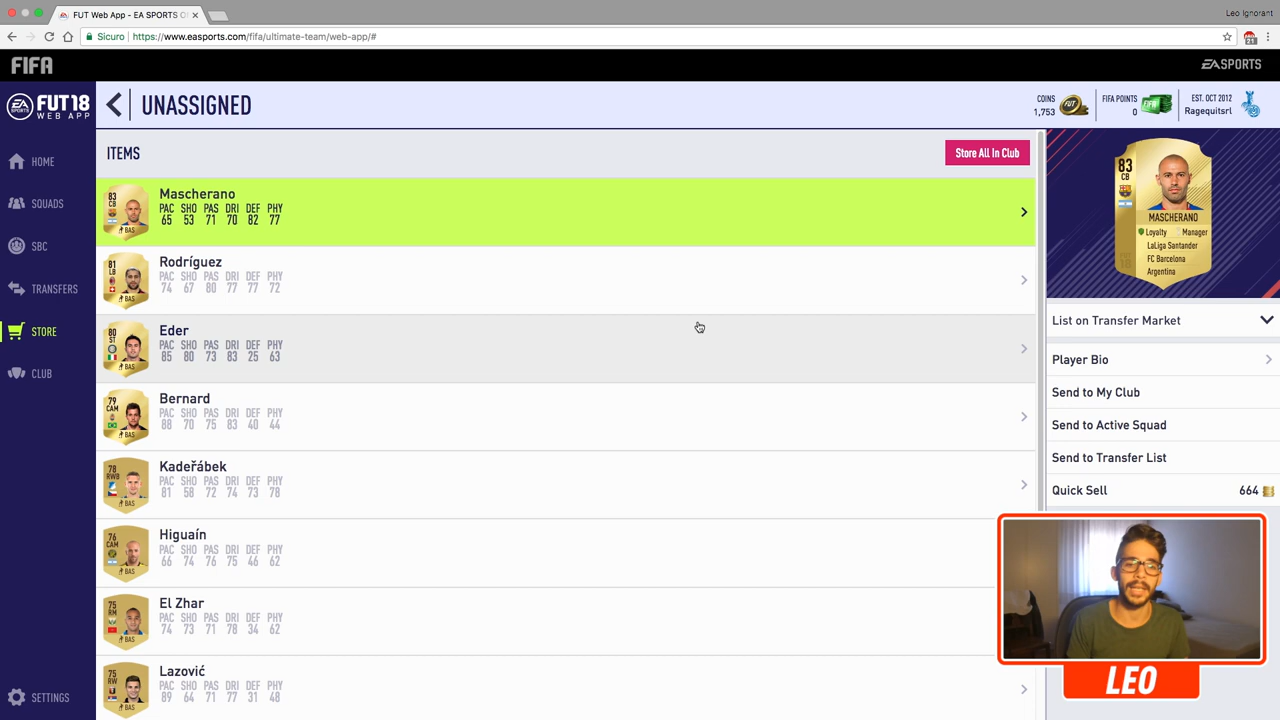 FUT Web App - EA SPORTS O
Leo Ignorant
Sicuro
https://www.easports.com/fifa/ultimate-team/web-app/#
21
FIFA
EA SPORTS
EA SPORTS FUT18
WEB APP
UNASSIGNED
COINS
1,753
FUT
FIFA POINTS
0
FIFA
EST. OCT 2012
Ragequitsrl
HOME
SQUADS
SBC
TRANSFERS
STORE
CLUB
SETTINGS
ITEMS
Store All In Club
83
CB
BAS
Mascherano
PAC SHO PAS DRI DEF PHY
65 53 71 70 82 77
81
LB
BAS
Rodríguez
PAC SHO PAS DRI DEF PHY
74 67 80 77 77 72
80
ST
BAS
Eder
PAC SHO PAS DRI DEF PHY
85 80 73 83 25 63
79
CAM
BAS
Bernard
PAC SHO PAS DRI DEF PHY
88 70 75 83 40 44
78
RWB
BAS
Kadeřábek
PAC SHO PAS DRI DEF PHY
81 58 72 74 73 78
76
CAM
BAS
Higuaín
PAC SHO PAS DRI DEF PHY
66 74 76 75 46 62
75
RM
BAS
El Zhar
PAC SHO PAS DRI DEF PHY
74 73 71 78 34 62
75
RW
BAS
Lazović
PAC SHO PAS DRI DEF PHY
89 64 71 77 31 48
83
CB
MASCHERANO
Loyalty Manager
LaLiga Santander
FC Barcelona
Argentina
List on Transfer Market
Player Bio
Send to My Club
Send to Active Squad
Send to Transfer List
Quick Sell 664
LEO